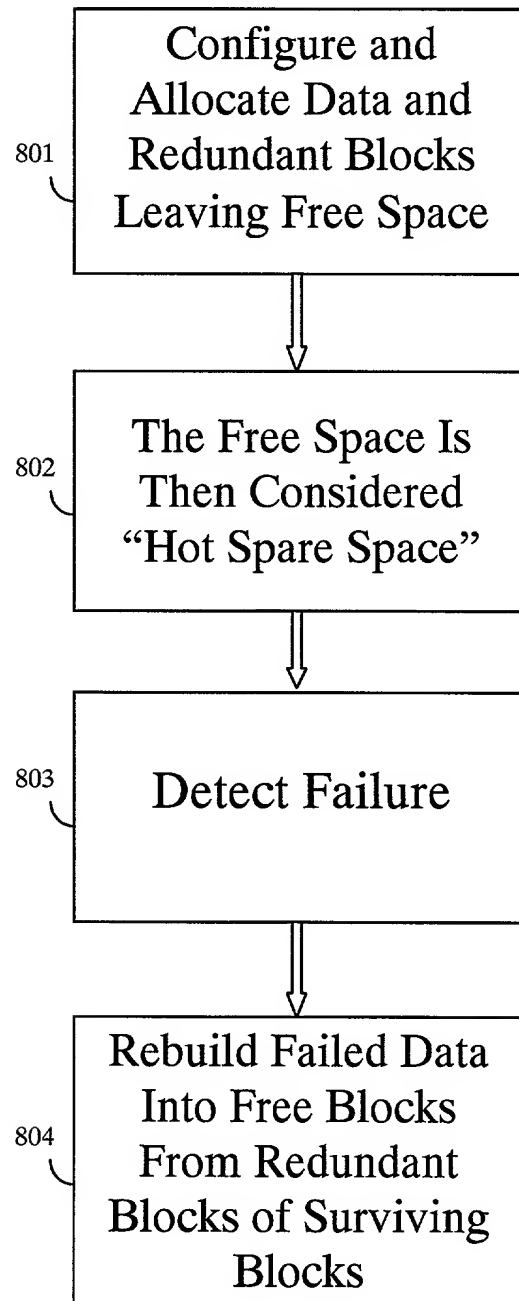 801
Configure and
Allocate Data and
Redundant Blocks
Leaving Free Space
802
The Free Space Is
Then Considered
“Hot Spare Space”
803
Detect Failure
804
Rebuild Failed Data
Into Free Blocks
From Redundant
Blocks of Surviving
Blocks